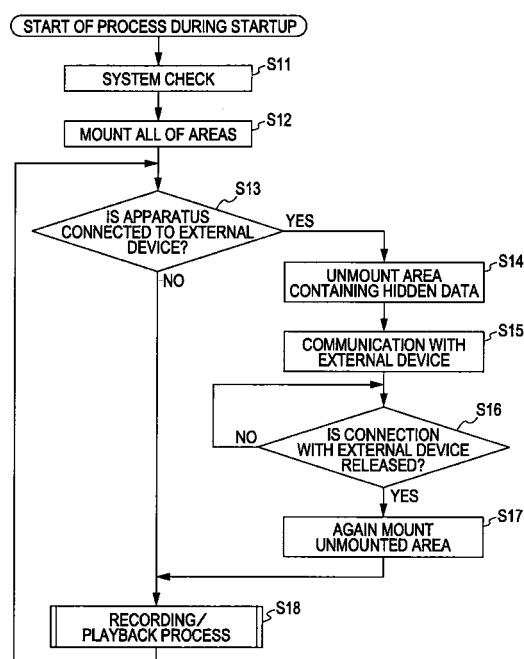 START OF PROCESS DURING STARTUP
S11
SYSTEM CHECK
S12
MOUNT ALL OF AREAS
S13
IS APPARATUS
CONNECTED TO EXTERNAL
DEVICE?
YES
NO
S14
UNMOUNT AREA
CONTAINING HIDDEN DATA
S15
COMMUNICATION WITH
EXTERNAL DEVICE
S16
IS CONNECTION
WITH EXTERNAL DEVICE
RELEASED?
NO
YES
S17
AGAIN MOUNT
UNMOUNTED AREA
S18
RECORDING/
PLAYBACK PROCESS